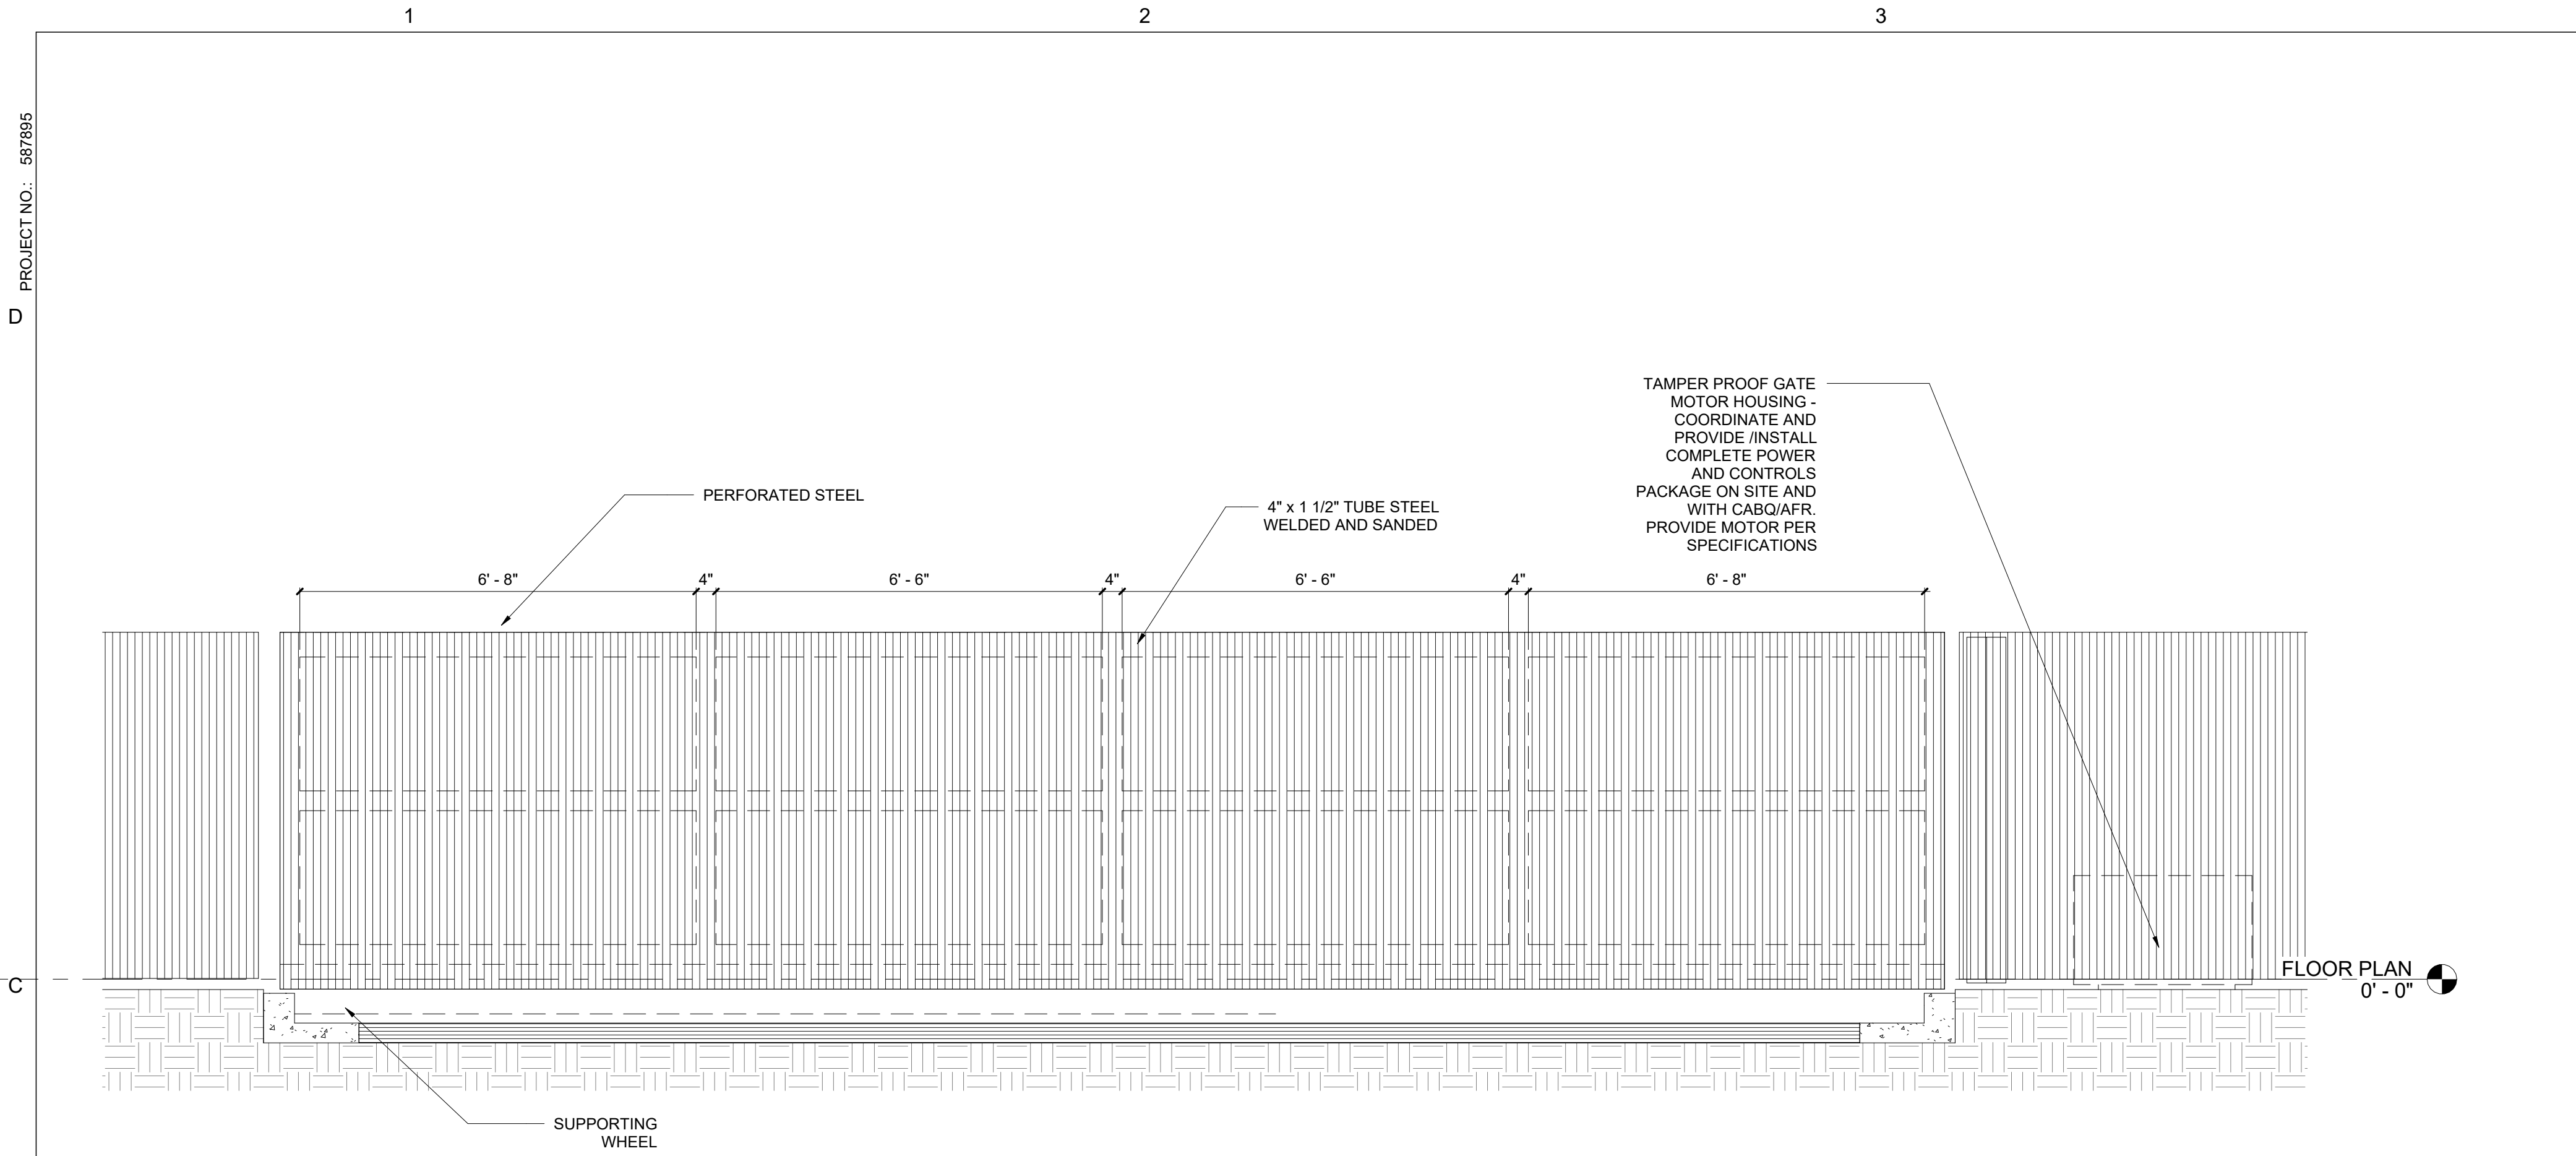 1
2
3
PROJECT NO.: 587895
D
TAMPER PROOF GATE
MOTOR HOUSING -
COORDINATE AND
PROVIDE /INSTALL
COMPLETE POWER
AND CONTROLS
PACKAGE ON SITE AND
WITH CABQ/AFR.
PROVIDE MOTOR PER
SPECIFICATIONS
PERFORATED STEEL
4" x 1 1/2" TUBE STEEL
WELDED AND SANDED
6' - 8"
4"
6' - 6"
4"
6' - 6"
4"
6' - 8"
C
FLOOR PLAN
0' - 0"
SUPPORTING
WHEEL